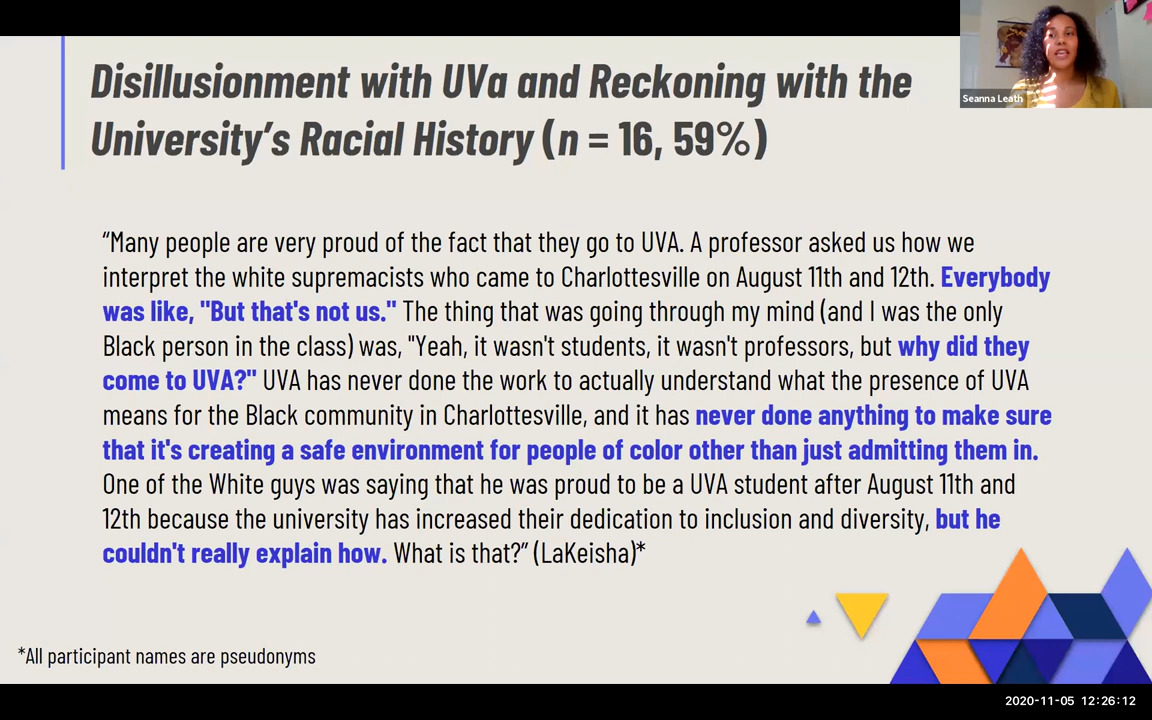 Disillusionment with UVa and Reckoning with the
University’s Racial History (n = 16, 59%)
Seanna Leath
“Many people are very proud of the fact that they go to UVA. A professor asked us how we
interpret the white supremacists who came to Charlottesville on August 11th and 12th. Everybody
was like, "But that's not us." The thing that was going through my mind (and I was the only
Black person in the class) was, "Yeah, it wasn't students, it wasn't professors, but why did they
come to UVA?" UVA has never done the work to actually understand what the presence of UVA
means for the Black community in Charlottesville, and it has never done anything to make sure
that it's creating a safe environment for people of color other than just admitting them in.
One of the White guys was saying that he was proud to be a UVA student after August 11th and
12th because the university has increased their dedication to inclusion and diversity, but he
couldn't really explain how. What is that?” (LaKeisha)*
*All participant names are pseudonyms
2020-11-05 12:26:12